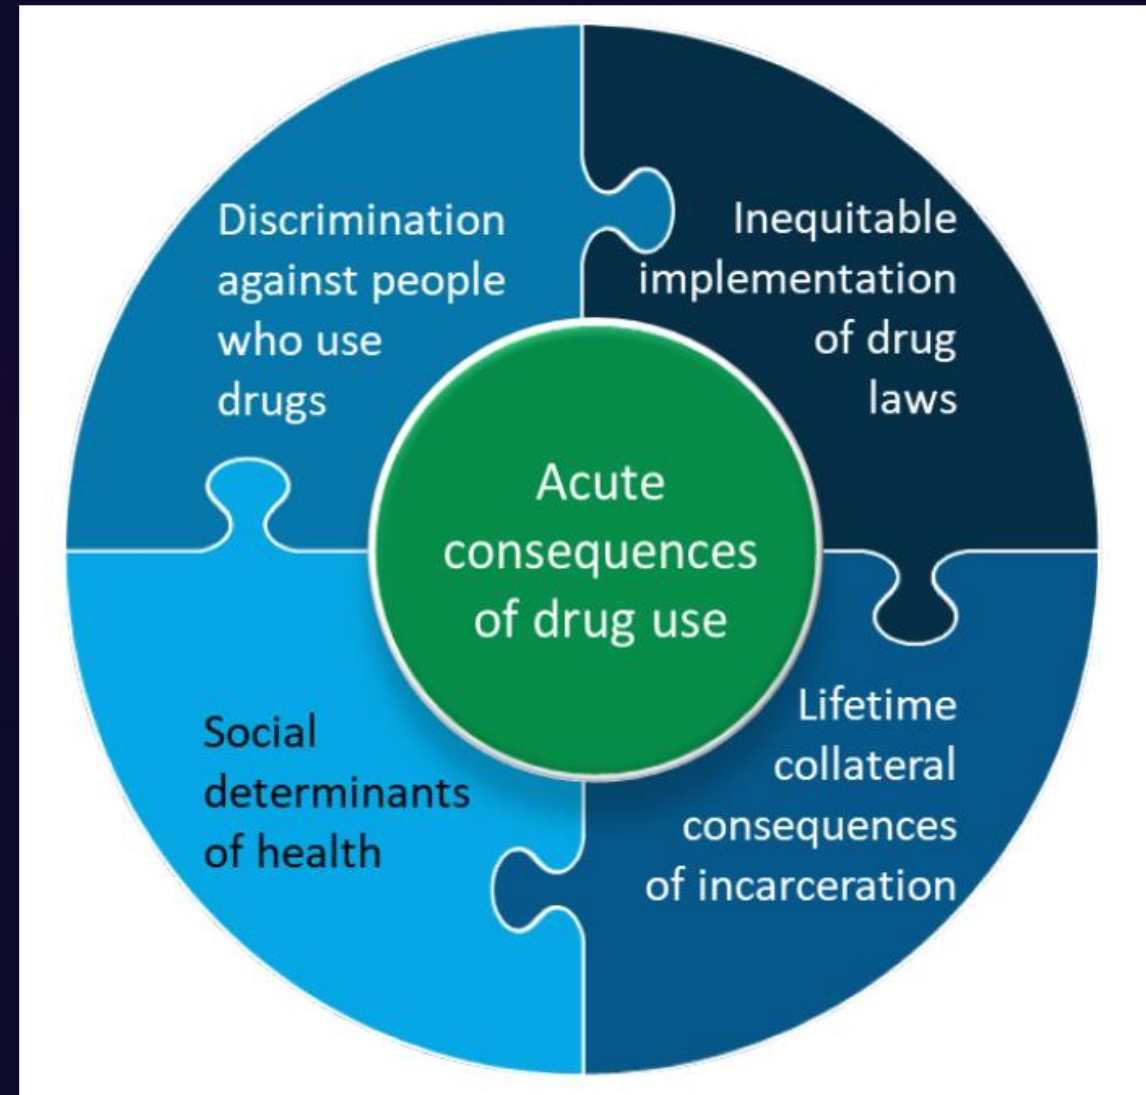 Discrimination
against people
who use
drugs
Inequitable
implementation
of drug
laws
Acute
consequences
of drug use
Social
determinants
of health
Lifetime
collateral
consequences
of incarceration